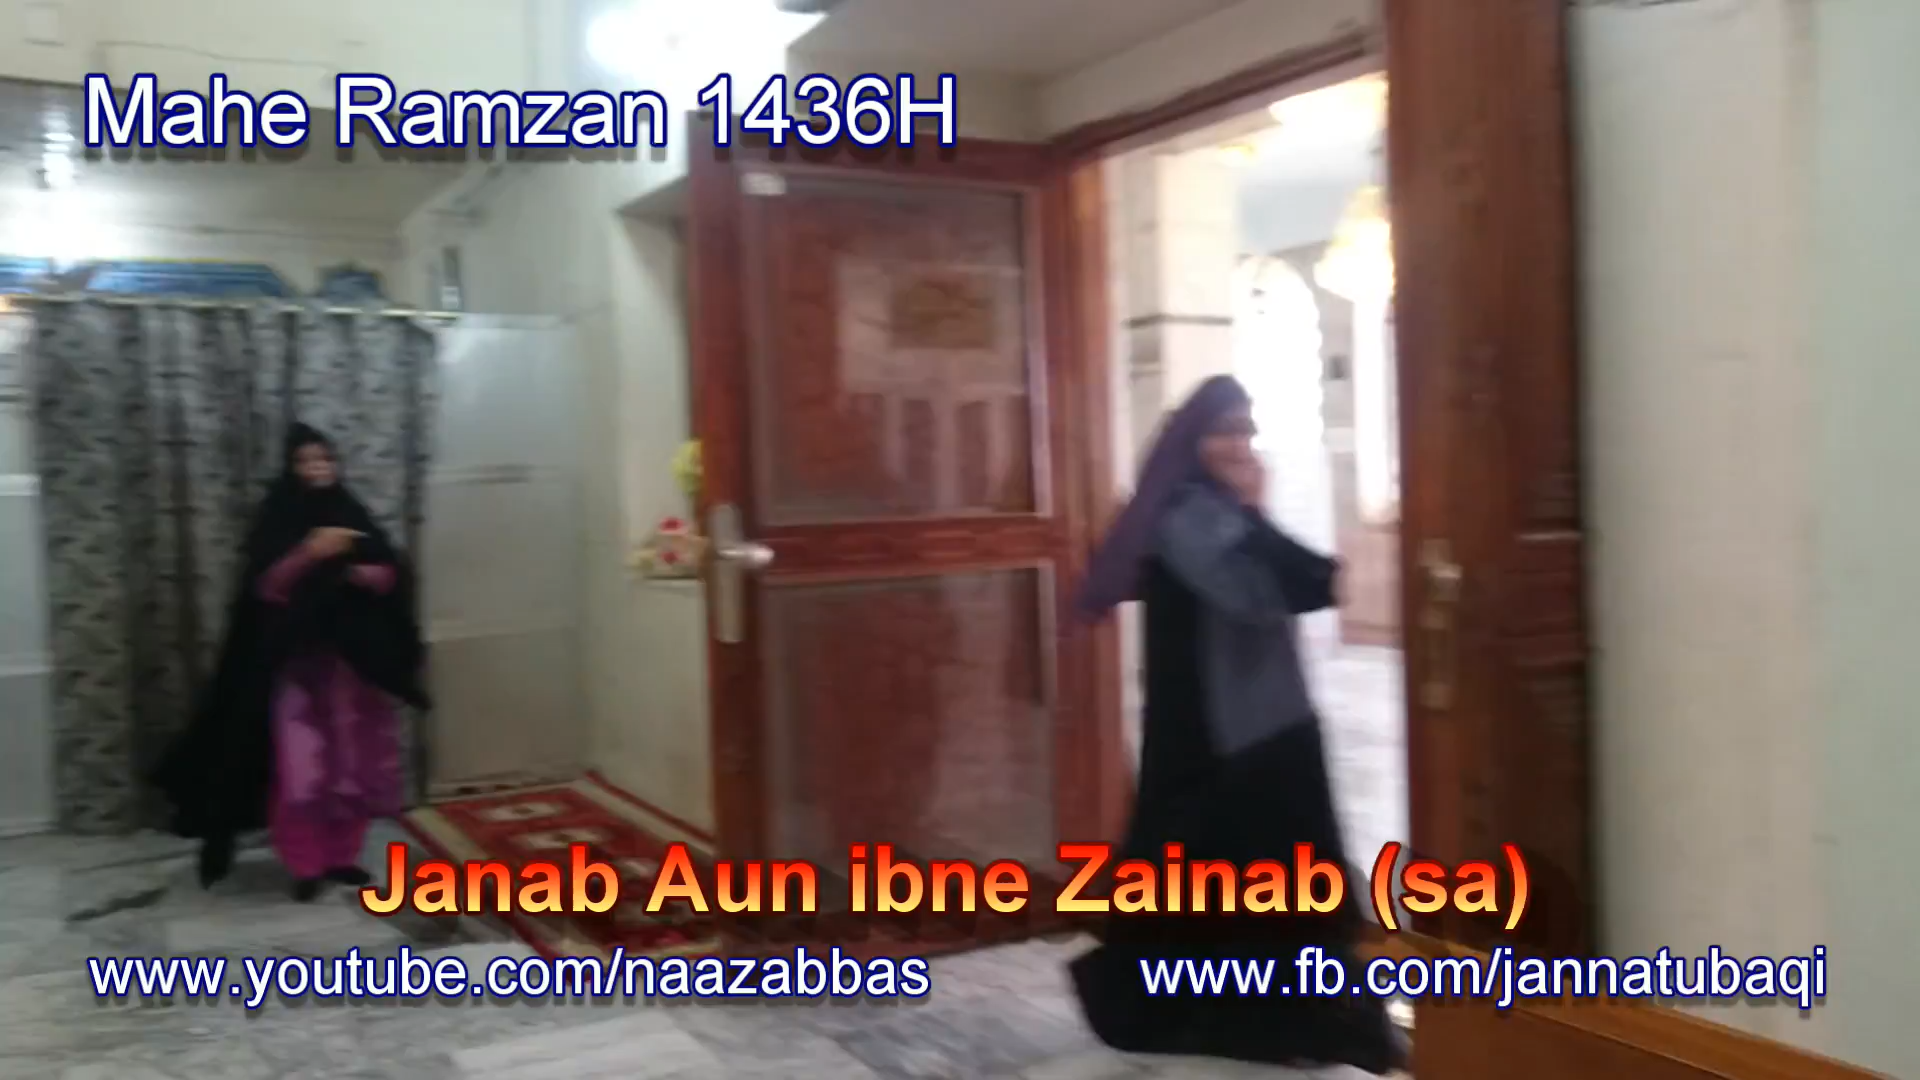 Mahe Ramzan 1436H
Janab Aun ibne Zainab (sa)
www.youtube.com/naazabbas
www.fb.com/jannatubaqi